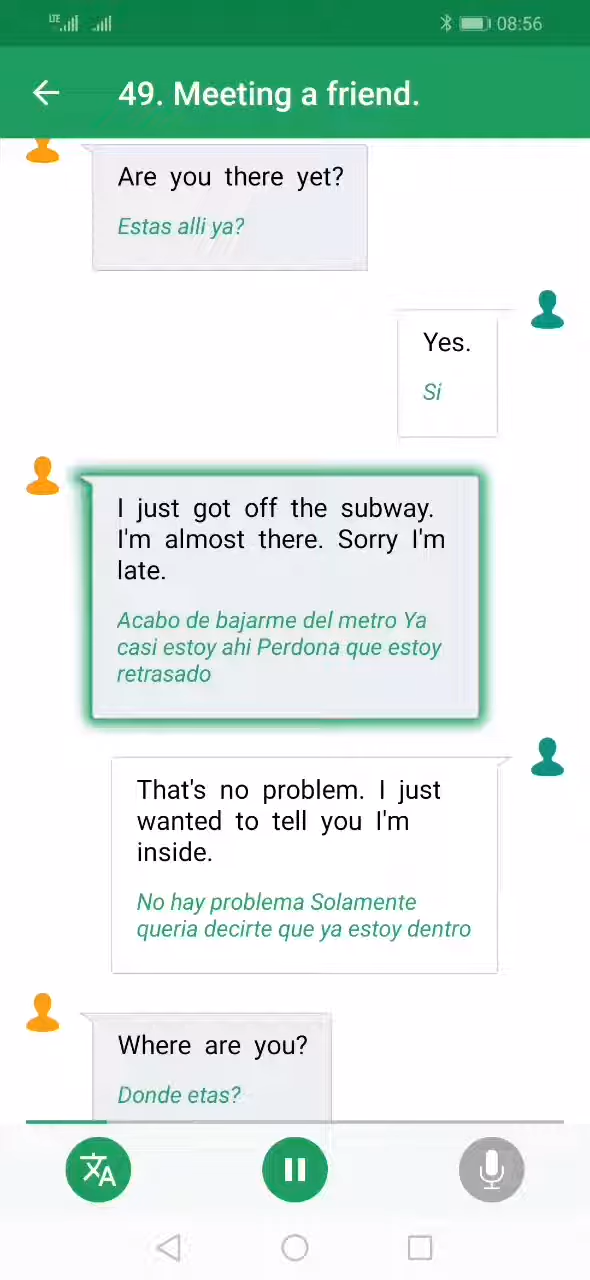 LTE 08:56
49. Meeting a friend.
Are you there yet?
Estas alli ya?
Yes.
Si
I just got off the subway.
I'm almost there. Sorry I'm
late.
Acabo de bajarme del metro Ya
casi estoy ahi Perdona que estoy
retrasado
That's no problem. I just
wanted to tell you I'm
inside.
No hay problema Solamente
queria decirte que ya estoy dentro
Where are you?
Donde etas?